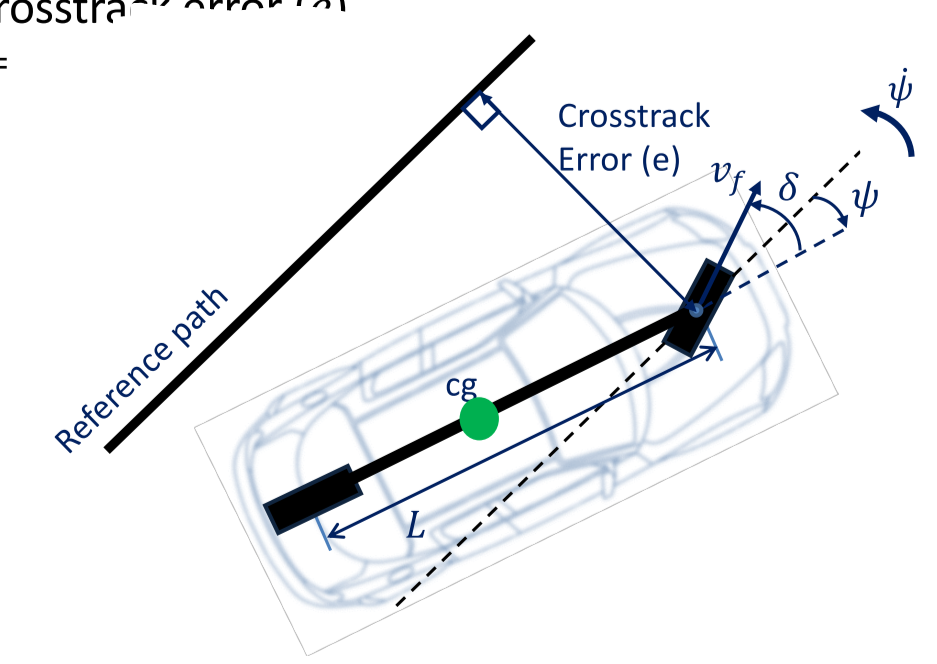 =
Crosstrack
Error (e)
ψ̇
v_f
δ
ψ
Reference path
cg
L